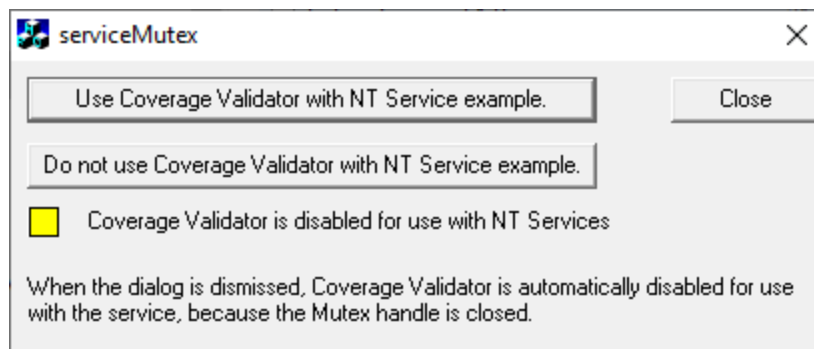 serviceMutex
Use Coverage Validator with NT Service example.
Close
Do not use Coverage Validator with NT Service example.
Coverage Validator is disabled for use with NT Services
When the dialog is dismissed, Coverage Validator is automatically disabled for use
with the service, because the Mutex handle is closed.